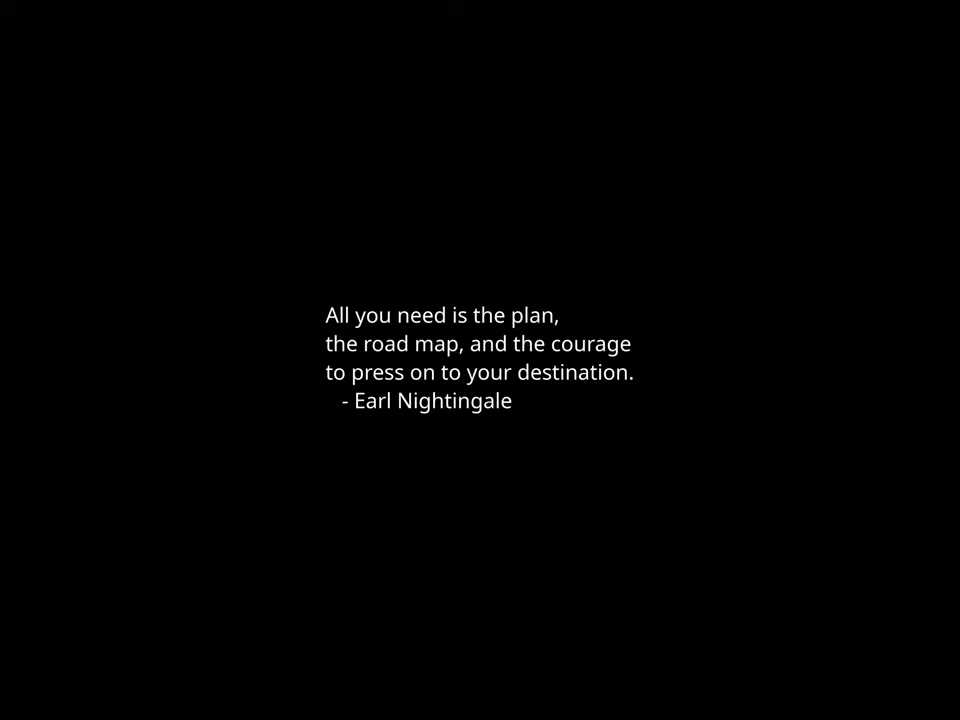 All you need is the plan,
the road map, and the courage
to press on to your destination.
- Earl Nightingale